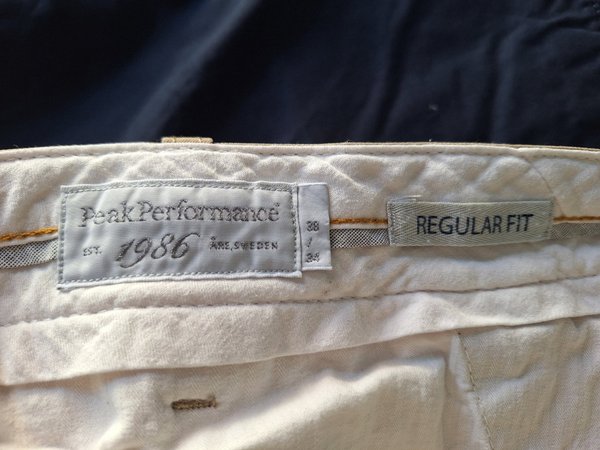 Peak Performance®
EST. 1986 ÅRE, SWEDEN
38
/
34
REGULAR FIT